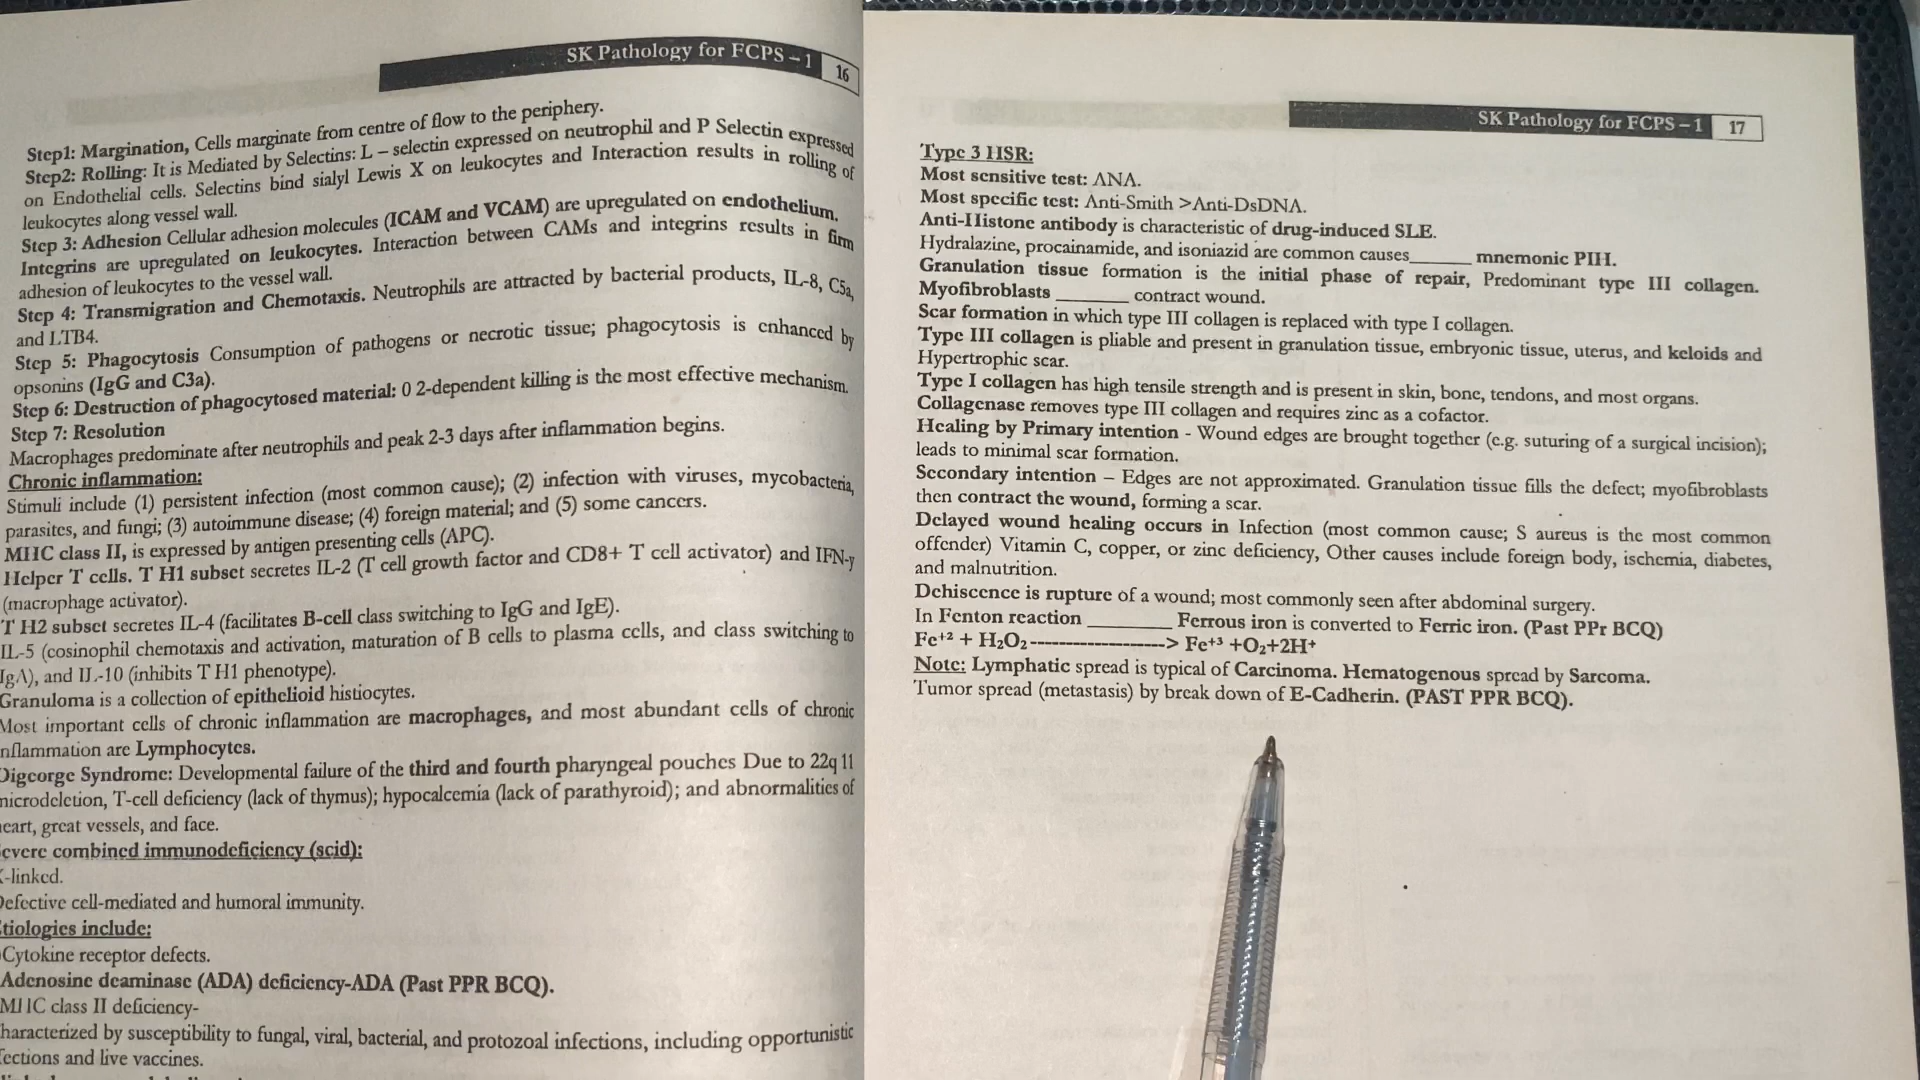 SK Pathology for FCPS – 1 16
Step1: Margination, Cells marginate from centre of flow to the periphery.
Step2: Rolling: It is Mediated by Selectins: L – selectin expressed on neutrophil and P Selectin expressed
on Endothelial cells. Selectins bind sialyl Lewis X on leukocytes and Interaction results in rolling of
leukocytes along vessel wall.
Step 3: Adhesion Cellular adhesion molecules (ICAM and VCAM) are upregulated on endothelium.
Integrins are upregulated on leukocytes. Interaction between CAMs and integrins results in firm
adhesion of leukocytes to the vessel wall.
Step 4: Transmigration and Chemotaxis. Neutrophils are attracted by bacterial products, IL-8, C5a,
and LTB4.
Step 5: Phagocytosis Consumption of pathogens or necrotic tissue; phagocytosis is enhanced by
opsonins (IgG and C3a).
Step 6: Destruction of phagocytosed material: 0 2-dependent killing is the most effective mechanism.
Step 7: Resolution
Macrophages predominate after neutrophils and peak 2-3 days after inflammation begins.
Chronic inflammation:
Stimuli include (1) persistent infection (most common cause); (2) infection with viruses, mycobacteria,
parasites, and fungi; (3) autoimmune disease; (4) foreign material; and (5) some cancers.
MHC class II, is expressed by antigen presenting cells (APC).
Helper T cells. T H1 subset secretes IL-2 (T cell growth factor and CD8+ T cell activator) and IFN-γ
(macrophage activator).
T H2 subset secretes IL-4 (facilitates B-cell class switching to IgG and IgE).
IL-5 (eosinophil chemotaxis and activation, maturation of B cells to plasma cells, and class switching to
IgA), and IL-10 (inhibits T H1 phenotype).
Granuloma is a collection of epithelioid histiocytes.
Most important cells of chronic inflammation are macrophages, and most abundant cells of chronic
nflammation are Lymphocytes.
Digeorge Syndrome: Developmental failure of the third and fourth pharyngeal pouches Due to 22q 11
microdeletion, T-cell deficiency (lack of thymus); hypocalcemia (lack of parathyroid); and abnormalities of
eart, great vessels, and face.
evere combined immunodeficiency (scid):
X-linked.
Defective cell-mediated and humoral immunity.
Etiologies include:
Cytokine receptor defects.
Adenosine deaminase (ADA) deficiency-ADA (Past PPR BCQ).
MHC class II deficiency-
haracterized by susceptibility to fungal, viral, bacterial, and protozoal infections, including opportunistic
fections and live vaccines.
SK Pathology for FCPS – 1 17
Type 3 HSR:
Most sensitive test: ANA.
Most specific test: Anti-Smith >Anti-DsDNA.
Anti-Histone antibody is characteristic of drug-induced SLE.
Hydralazine, procainamide, and isoniazid are common causes______ mnemonic PIH.
Granulation tissue formation is the initial phase of repair, Predominant type III collagen.
Myofibroblasts _______ contract wound.
Scar formation in which type III collagen is replaced with type I collagen.
Type III collagen is pliable and present in granulation tissue, embryonic tissue, uterus, and keloids and
Hypertrophic scar.
Type I collagen has high tensile strength and is present in skin, bone, tendons, and most organs.
Collagenase removes type III collagen and requires zinc as a cofactor.
Healing by Primary intention - Wound edges are brought together (e.g. suturing of a surgical incision);
leads to minimal scar formation.
Secondary intention – Edges are not approximated. Granulation tissue fills the defect; myofibroblasts
then contract the wound, forming a scar.
Delayed wound healing occurs in Infection (most common cause; S aureus is the most common
offender) Vitamin C, copper, or zinc deficiency, Other causes include foreign body, ischemia, diabetes,
and malnutrition.
Dehiscence is rupture of a wound; most commonly seen after abdominal surgery.
In Fenton reaction ________ Ferrous iron is converted to Ferric iron. (Past PPr BCQ)
Fe⁺² + H₂O₂--------------------> Fe⁺³ +O₂+2H⁺
Note: Lymphatic spread is typical of Carcinoma. Hematogenous spread by Sarcoma.
Tumor spread (metastasis) by break down of E-Cadherin. (PAST PPR BCQ).